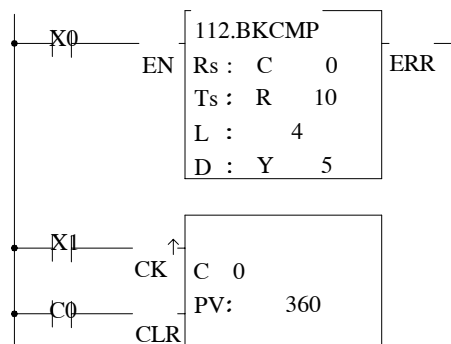 X0
EN
112.BKCMP
Rs : C 0
Ts : R 10
L : 4
D : Y 5
ERR
X1
CK ↑
C 0
PV: 360
C0
CLR